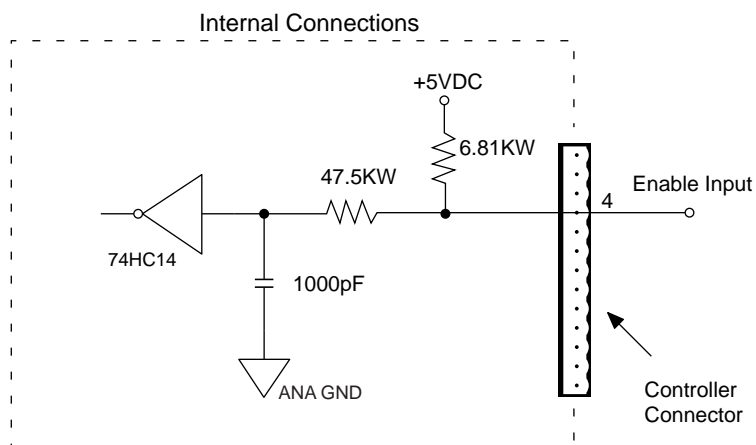 Internal Connections
+5VDC
6.81KW
47.5KW
Enable Input
4
74HC14
1000pF
ANA GND
Controller
Connector